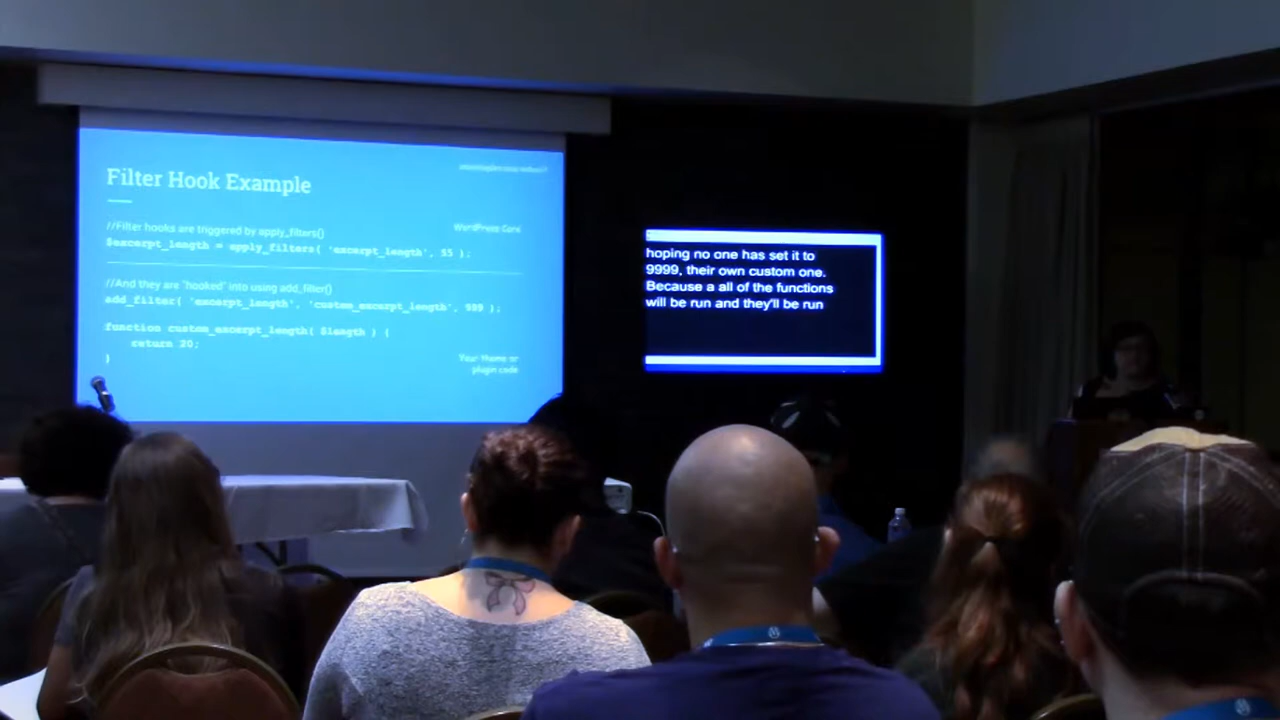 Filter Hook Example
//Filter hooks are triggered by apply_filters()
WordPress Core
$excerpt_length = apply_filters( 'excerpt_length', 55 );
//And they are "hooked" into using add_filter()
add_filter( 'excerpt_length', 'custom_excerpt_length', 999 );
function custom_excerpt_length( $length ) {
return 20;
}
Your theme or
plugin code
hoping no one has set it to
9999, their own custom one.
Because a all of the functions
will be run and they'll be run